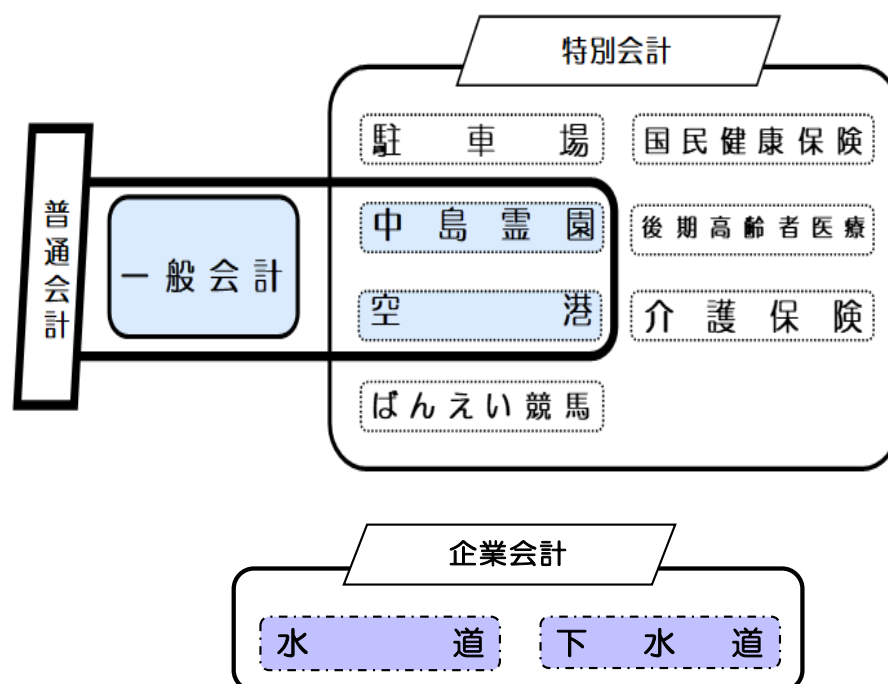 特別会計
駐車場
国民健康保険
普通会計
一般会計
中島霊園
後期高齢者医療
空港
介護保険
ばんえい競馬
企業会計
水道
下水道